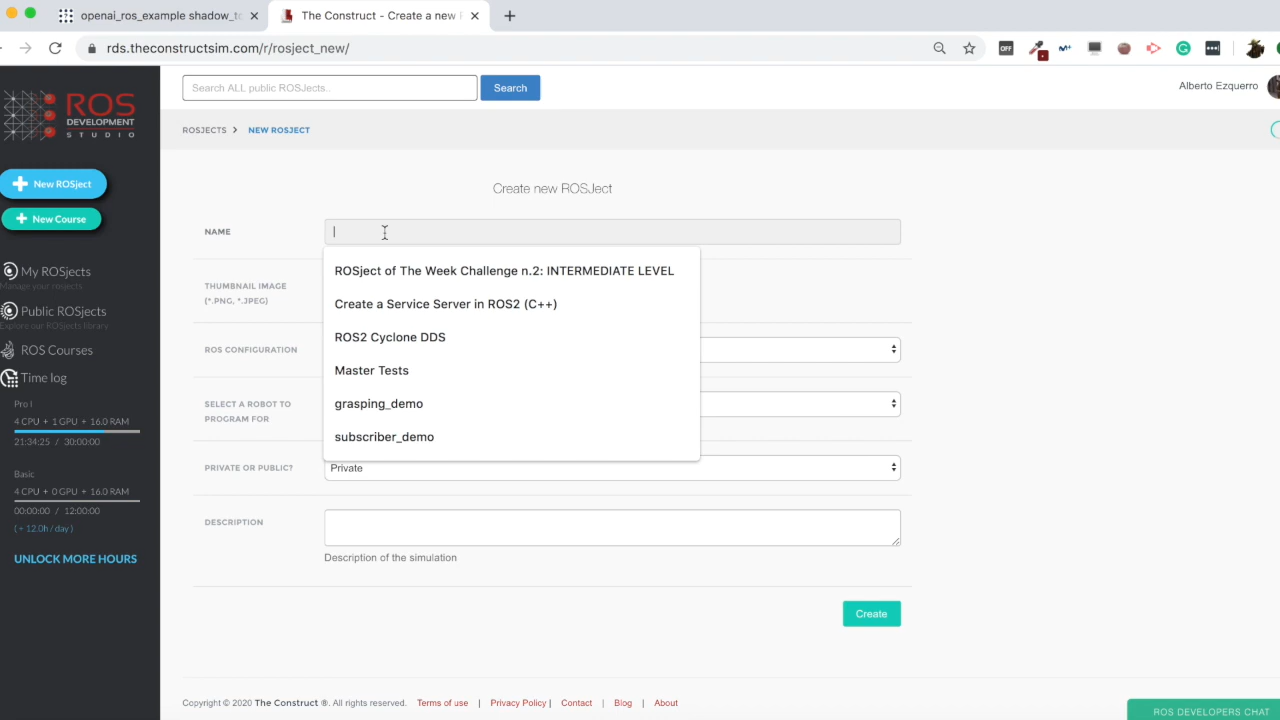 openai_ros_example shadow_to
The Construct - Create a new
rds.theconstructsim.com/r/rosject_new/
OFF
Search ALL public ROSJects..
Search
Alberto Ezquerro
ROS
DEVELOPMENT
STUDIO
ROSJECTS
NEW ROSJECT
New ROSject
New Course
My ROSjects
Manage your rosjects
Public ROSjects
Explore our ROSjects library
ROS Courses
Time log
Pro I
4 CPU + 1 GPU + 16.0 RAM
21:34:25 / 30:00:00
Basic
4 CPU + 0 GPU + 16.0 RAM
00:00:00 / 12:00:00
( + 12.0h / day )
UNLOCK MORE HOURS
Create new ROSJect
NAME
ROSject of The Week Challenge n.2: INTERMEDIATE LEVEL
Create a Service Server in ROS2 (C++)
ROS2 Cyclone DDS
Master Tests
grasping_demo
subscriber_demo
THUMBNAIL IMAGE
(*.PNG, *.JPEG)
ROS CONFIGURATION
SELECT A ROBOT TO
PROGRAM FOR
PRIVATE OR PUBLIC?
Private
DESCRIPTION
Description of the simulation
Create
Copyright © 2020 The Construct ®. All rights reserved. Terms of use | Privacy Policy | Contact | Blog | About
ROS DEVELOPERS CHAT